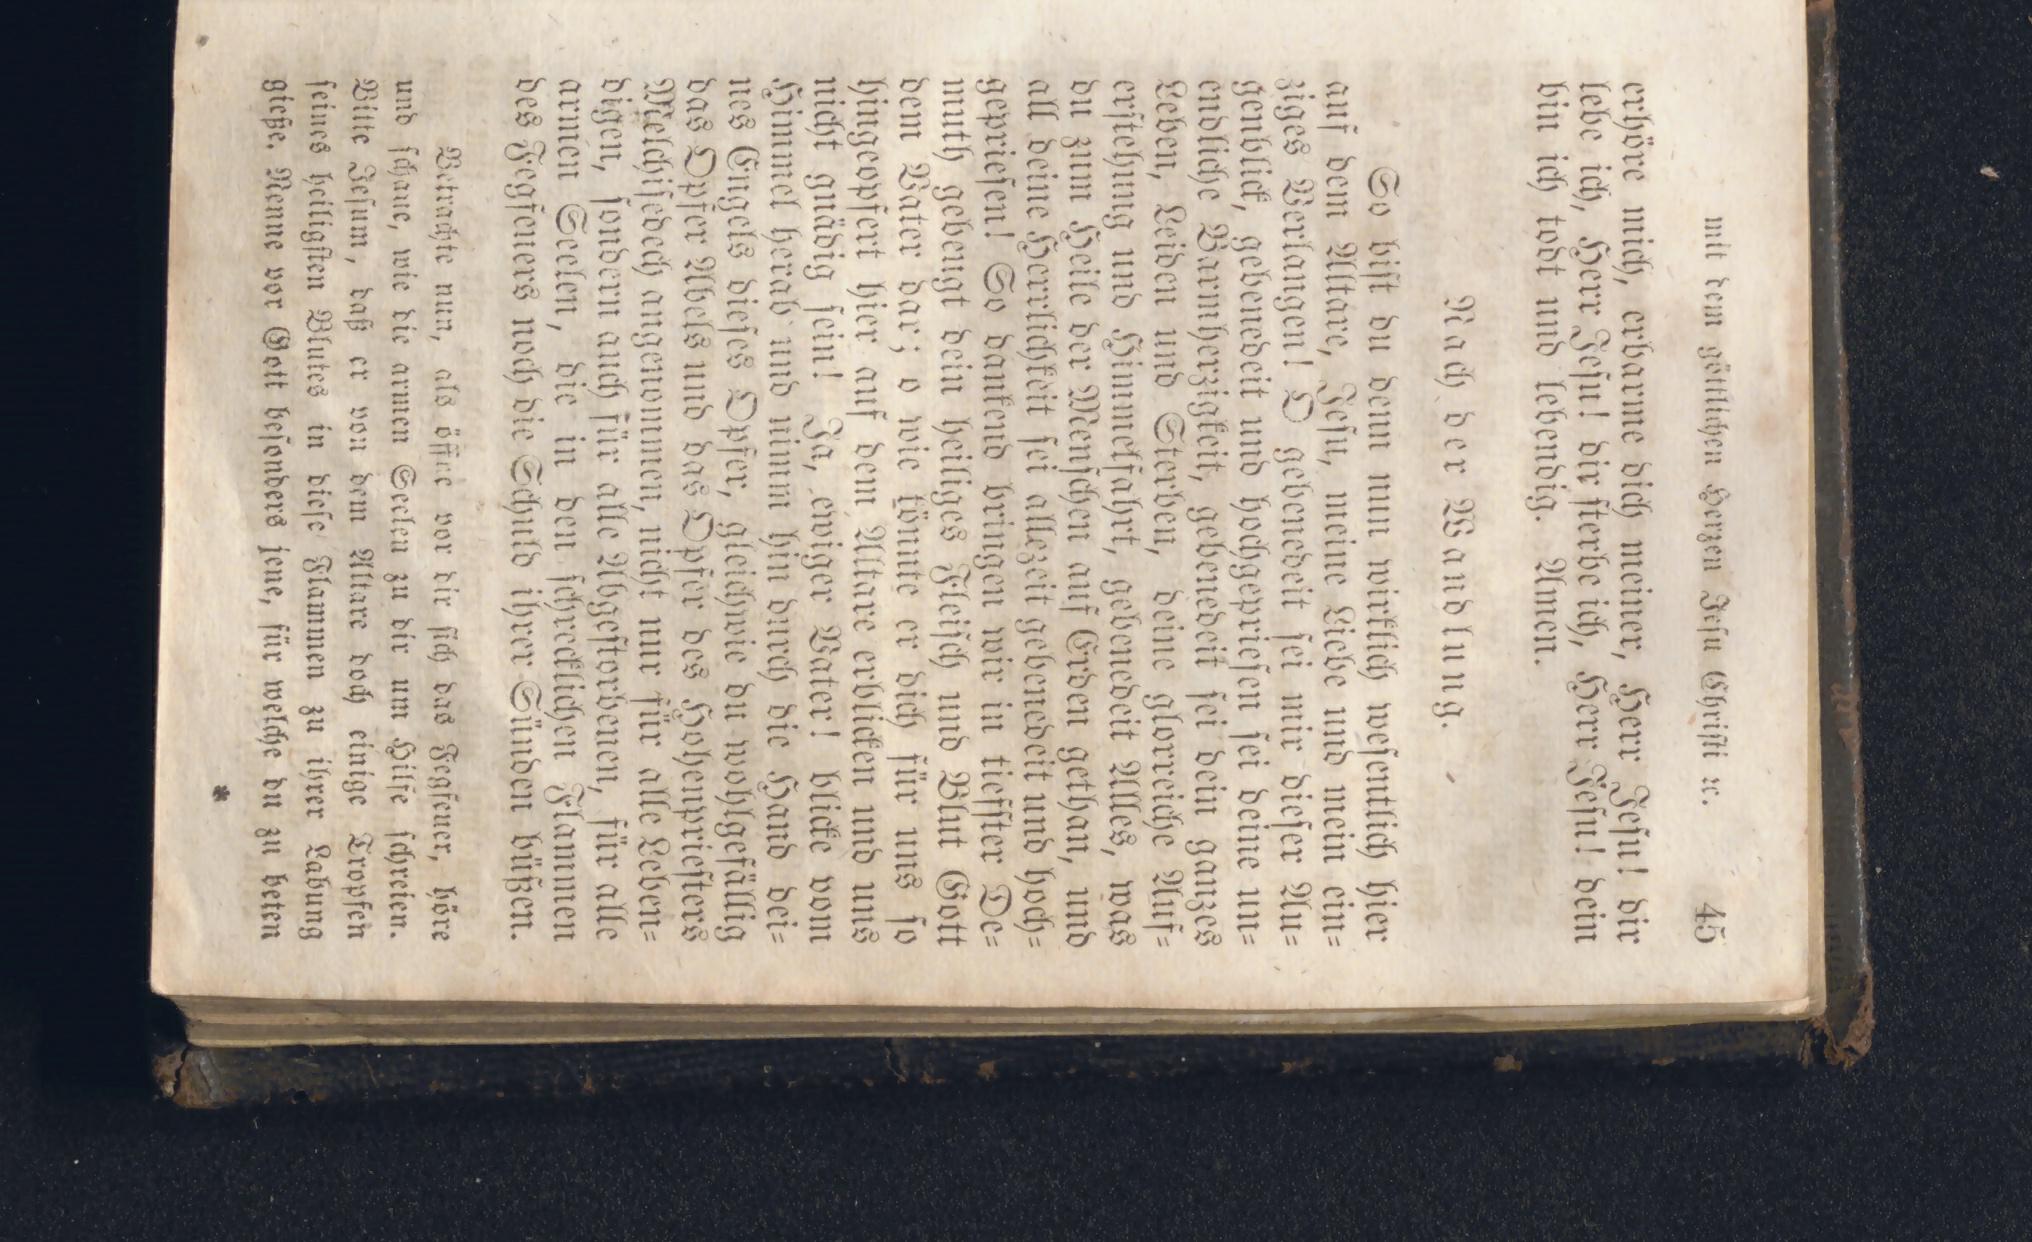 mit dem göttlichen Herzen Jesu Christi ꝛc. 45
erhöre mich, erbarme dich meiner, Herr Jesu! dir
lebe ich, Herr Jesu! dir sterbe ich, Herr Jesu! dein
bin ich todt und lebendig. Amen.
Nach der Wandlung.
So bist du denn nun wirklich wesentlich hier
auf dem Altare, Jesu, meine Liebe und mein ein=
ziges Verlangen! O gebenedeit sei mir dieser Au=
genblick, gebenedeit und hochgepriesen sei deine un=
endliche Barmherzigkeit, gebenedeit sei dein ganzes
Leben, Leiden und Sterben, deine glorreiche Auf=
erstehung und Himmelfahrt, gebenedeit Alles, was
du zum Heile der Menschen auf Erden gethan, und
all deine Herrlichkeit sei allezeit gebenedeit und hoch=
gepriesen! So dankend bringen wir in tiefster De=
muth gebeugt dein heiliges Fleisch und Blut Gott
dem Vater dar; o wie könnte er dich für uns so
hingeopfert hier auf dem Altare erblicken und uns
nicht gnädig sein! Ja, ewiger Vater! blicke vom
Himmel herab und nimm hin durch die Hand dei=
nes Engels dieses Opfer, gleichwie du wohlgefällig
das Opfer Abels und das Opfer des Hohenpriesters
Melchisedech angenommen, nicht nur für alle Leben=
digen, sondern auch für alle Abgestorbenen, für alle
armen Seelen, die in den schrecklichen Flammen
des Fegfeuers noch die Schuld ihrer Sünden büßen.
Betrachte nun, als öffne vor dir sich das Fegfeuer, höre
und schaue, wie die armen Seelen zu dir um Hilfe schreien.
Bitte Jesum, daß er von dem Altare doch einige Tropfen
seines heiligsten Blutes in diese Flammen zu ihrer Labung
gieße. Nenne vor Gott besonders jene, für welche du zu beten
*